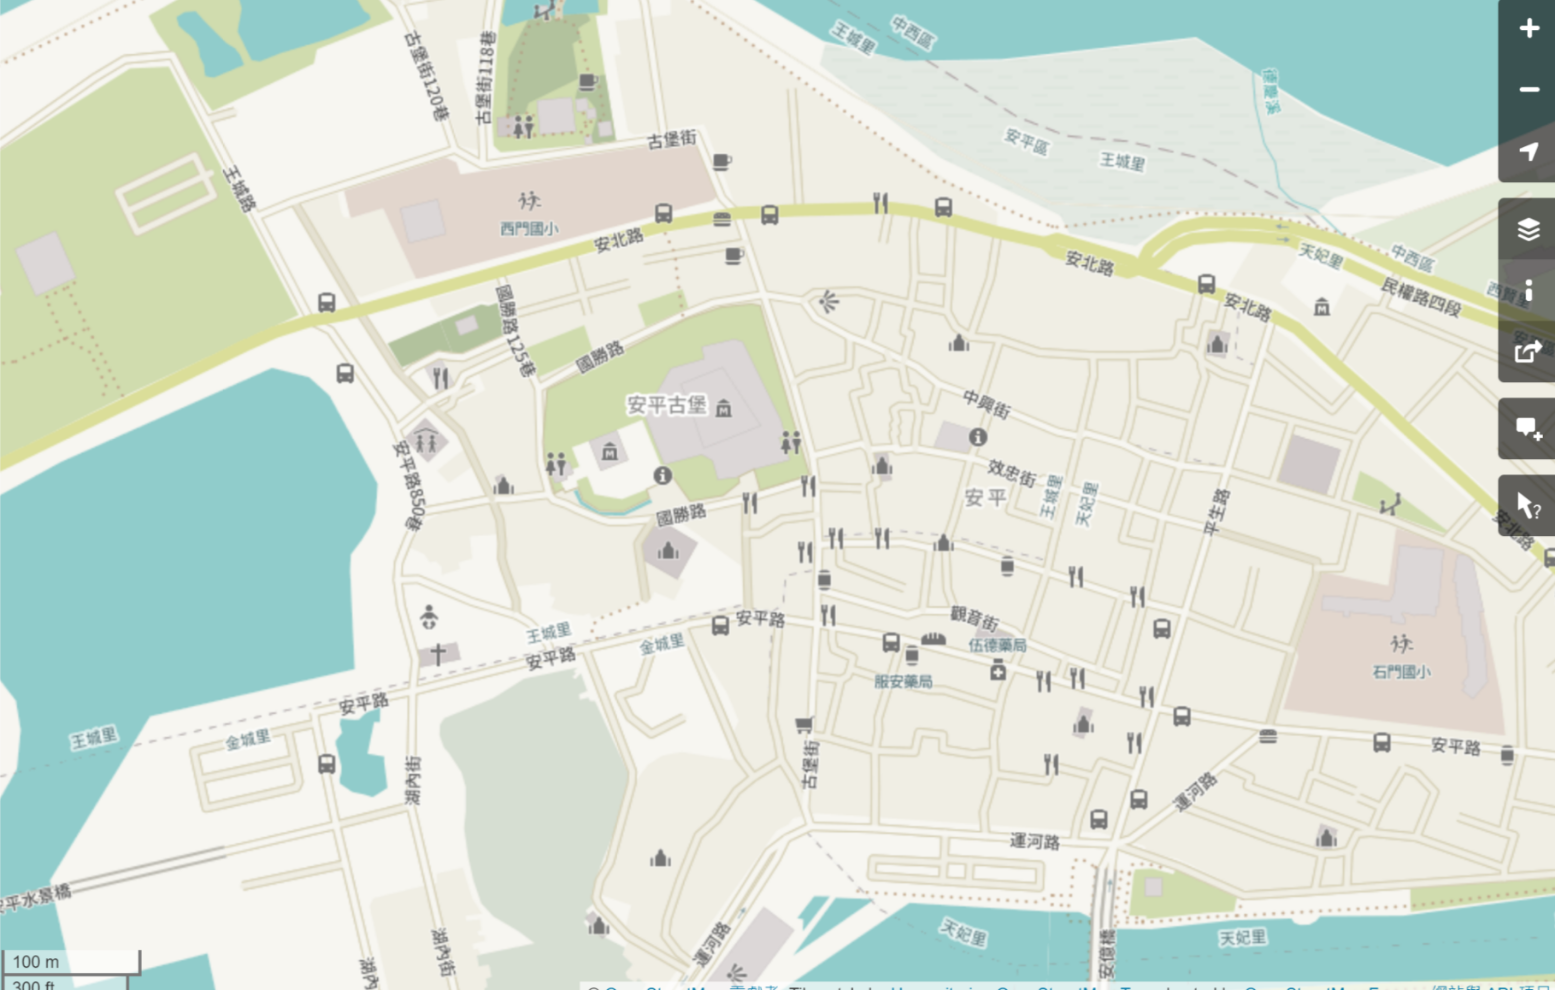 中西區
王城里
古堡街120巷
古堡街118巷
安平區
王城里
古堡街
王城路
西門國小
安北路
安北路
天妃里
中西區
民權路四段
安北路
國勝路125巷
國勝路
安平古堡
中興街
效忠街
安平
王城里
天妃里
平生路
安北路
安平路850巷
國勝路
王城里
安平路
金城里
安平路
觀音街
伍德藥局
服安藥局
石門國小
安平路
王城里
金城里
湖內街
古堡街
運河路
安平路
運河路
安平水景橋
湖內街
運河路
天妃里
安億橋
天妃里
100 m
300 ft